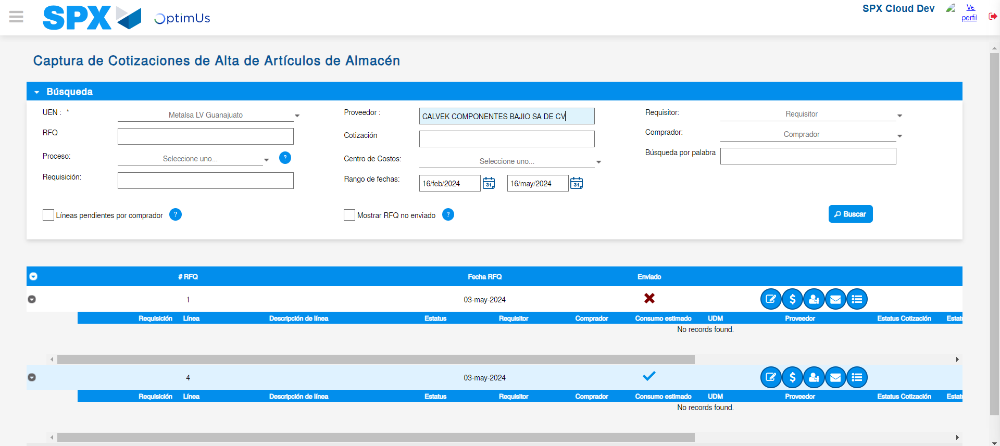 SPX OptimUs
SPX Cloud Dev
Ve
perfil
Captura de Cotizaciones de Alta de Artículos de Almacén
Búsqueda
UEN : * Metalsa LV Guanajuato Proveedor : CALVEK COMPONENTES BAJIO SA DE CV Requisitor: Requisitor
RFQ Cotización Comprador: Comprador
Proceso: Seleccione uno... ? Centro de Costos: Seleccione uno... Búsqueda por palabra
Requisición: Rango de fechas: 16/feb/2024 31 16/may/2024 31
Líneas pendientes por comprador ? Mostrar RFQ no enviado ? Buscar
# RFQ Fecha RFQ Enviado
1 03-may-2024 $
Requisición Línea Descripción de línea Estatus Requisitor Comprador Consumo estimado UDM Proveedor Estatus Cotización Estat
No records found.
4 03-may-2024 $
Requisición Línea Descripción de línea Estatus Requisitor Comprador Consumo estimado UDM Proveedor Estatus Cotización Estat
No records found.